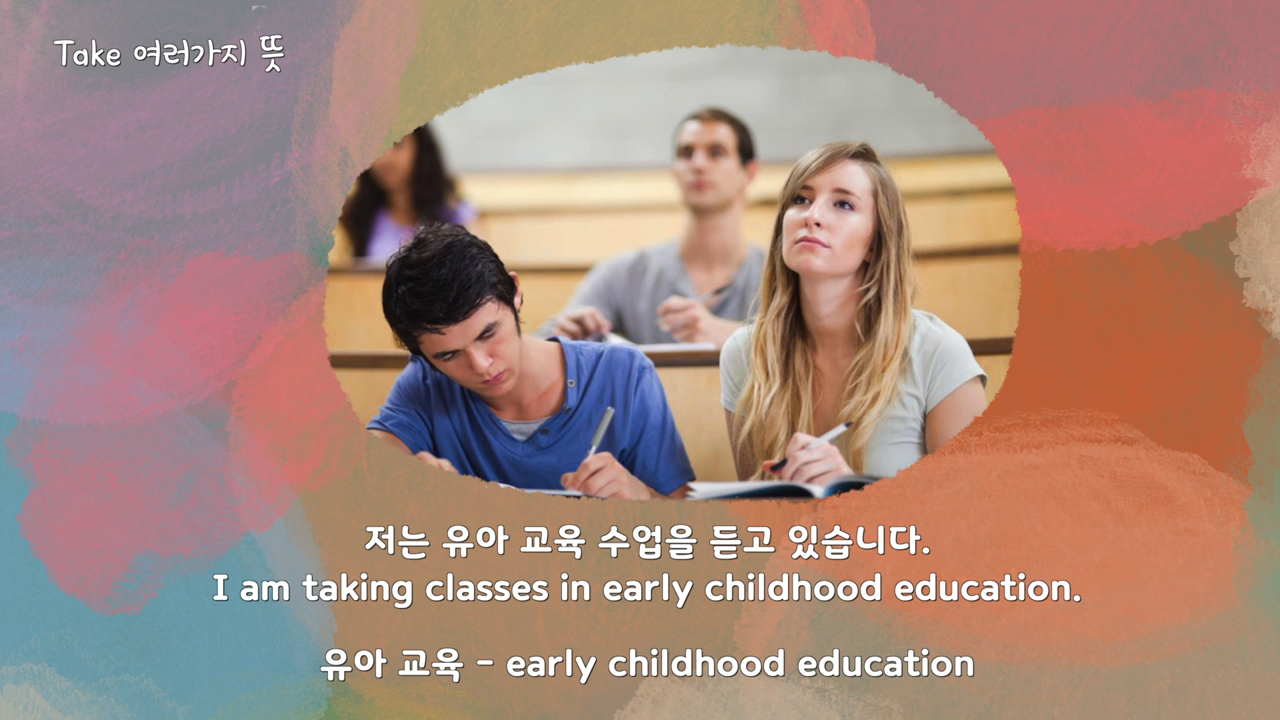 Take 여러가지 뜻
저는 유아 교육 수업을 듣고 있습니다.
I am taking classes in early childhood education.
유아 교육 - early childhood education